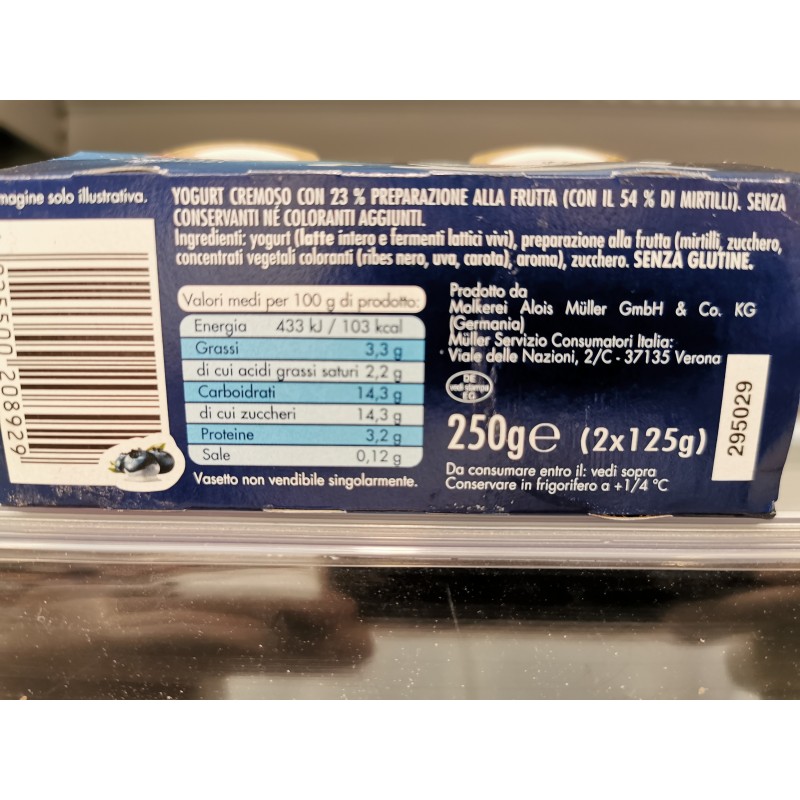 magine solo illustrativa.
YOGURT CREMOSO CON 23 % PREPARAZIONE ALLA FRUTTA (CON IL 54 % DI MIRTILLI). SENZA
CONSERVANTI NÉ COLORANTI AGGIUNTI.
Ingredienti: yogurt (latte intero e fermenti lattici vivi), preparazione alla frutta (mirtilli, zucchero,
concentrati vegetali coloranti (ribes nero, uva, carota), aroma), zucchero. SENZA GLUTINE.
Valori medi per 100 g di prodotto:
Energia 433 kJ / 103 kcal
Grassi 3,3 g
di cui acidi grassi saturi 2,2 g
Carboidrati 14,3 g
di cui zuccheri 14,3 g
Proteine 3,2 g
Sale 0,12 g
Vasetto non vendibile singolarmente.
Prodotto da
Molkerei Alois Müller GmbH & Co. KG
(Germania)
Müller Servizio Consumatori Italia:
Viale delle Nazioni, 2/C - 37135 Verona
DE
vedi stampa
EG
250g e (2x125g)
Da consumare entro il: vedi sopra
Conservare in frigorifero a +1/4 °C
295029